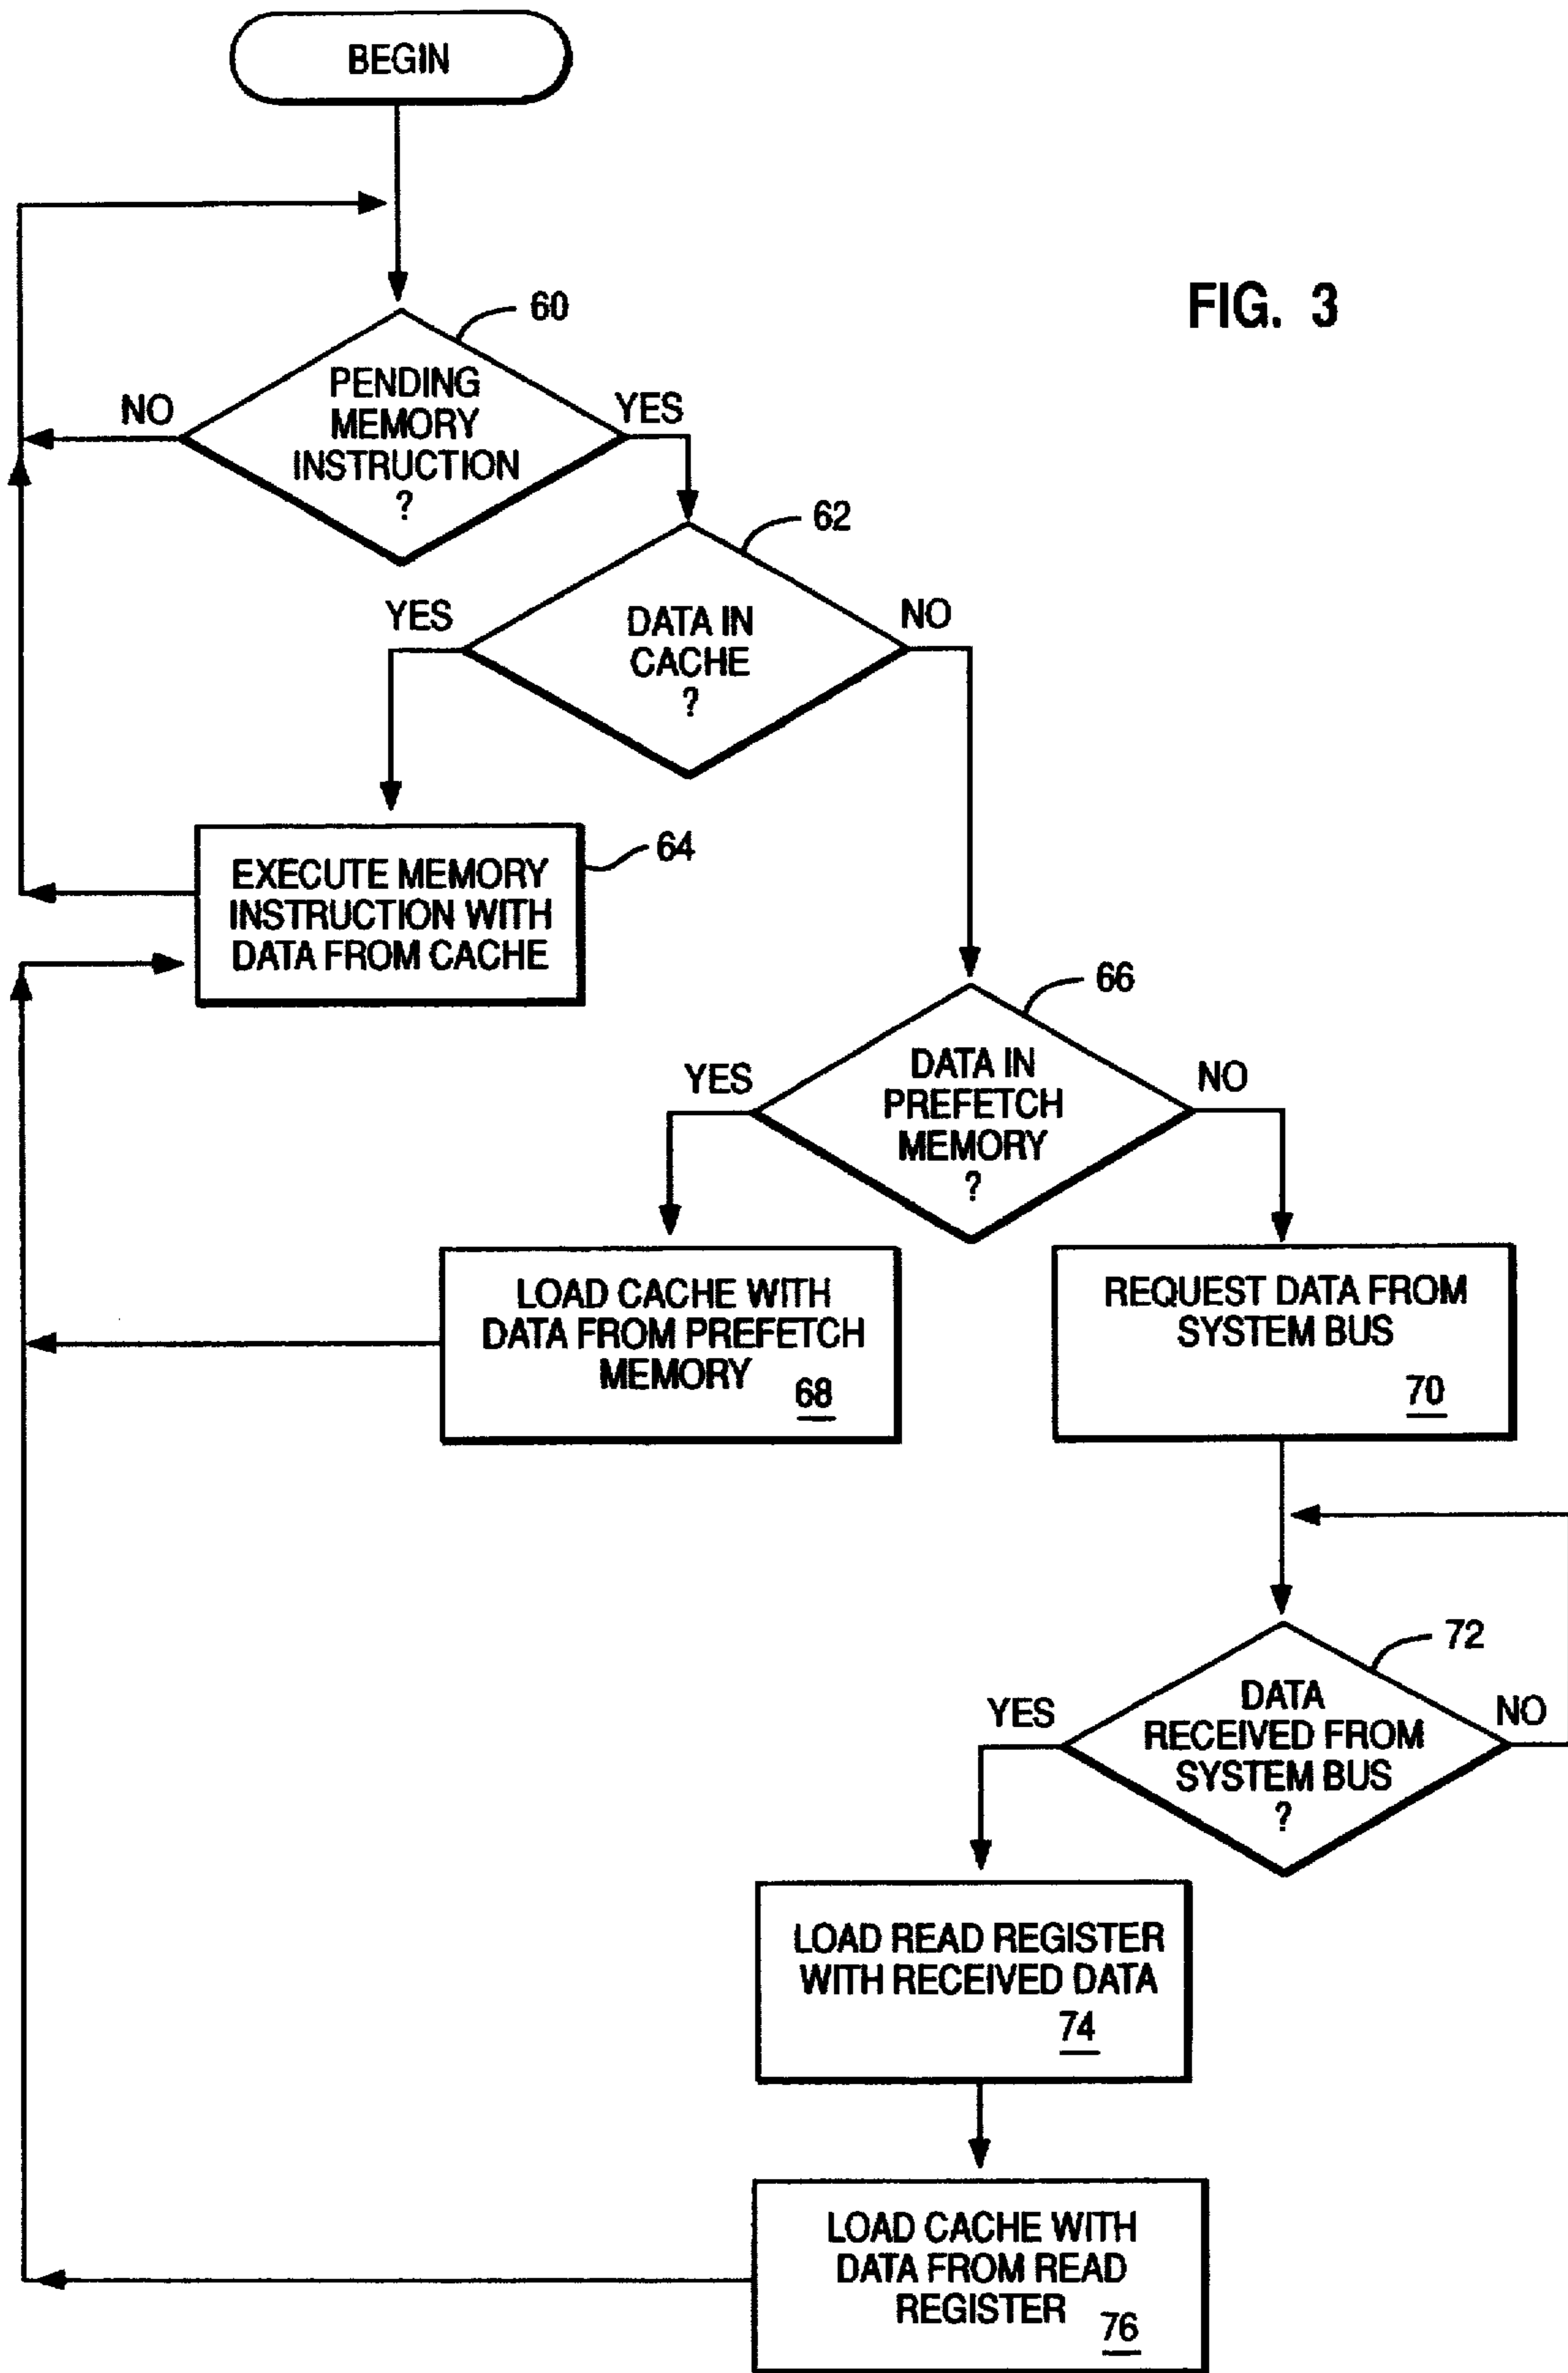 BEGIN
FIG. 3
60
PENDING
MEMORY
INSTRUCTION
?
NO
YES
62
DATA IN
CACHE
?
YES
NO
64
EXECUTE MEMORY
INSTRUCTION WITH
DATA FROM CACHE
66
DATA IN
PREFETCH
MEMORY
?
YES
NO
LOAD CACHE WITH
DATA FROM PREFETCH
MEMORY 68
REQUEST DATA FROM
SYSTEM BUS
70
72
DATA
RECEIVED FROM
SYSTEM BUS
?
YES
NO
LOAD READ REGISTER
WITH RECEIVED DATA
74
LOAD CACHE WITH
DATA FROM READ
REGISTER 76